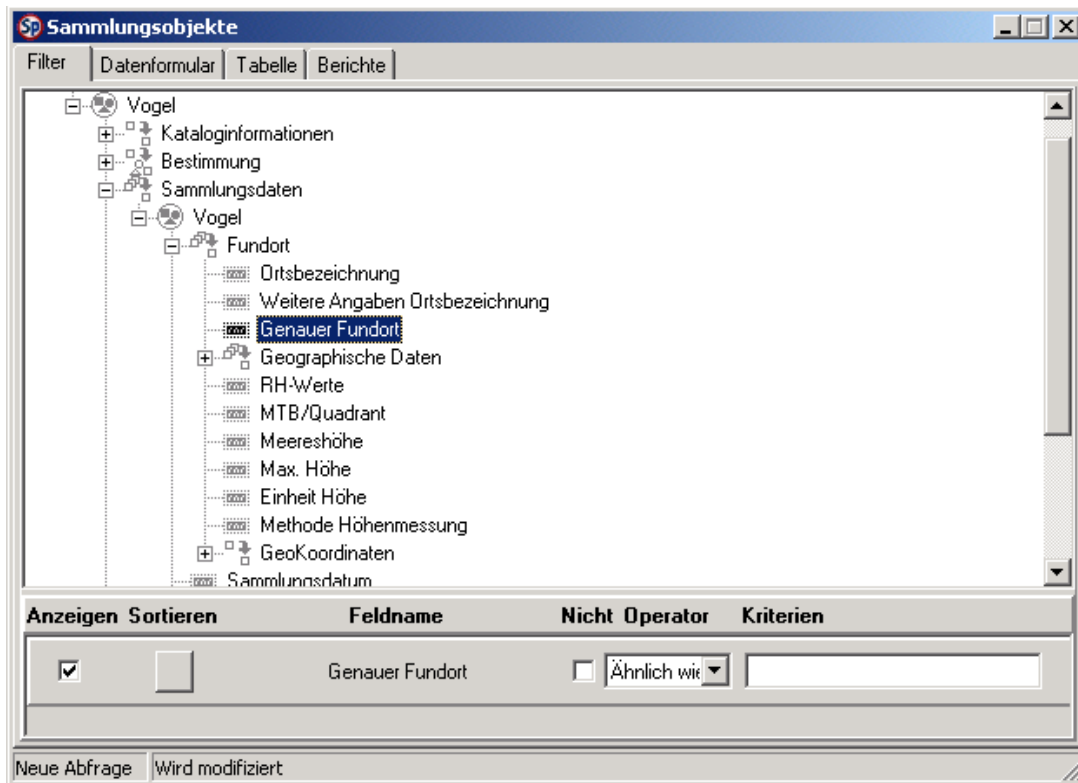 Sp Sammlungsobjekte
Filter Datenformular Tabelle Berichte
Vogel
Kataloginformationen
Bestimmung
Sammlungsdaten
Vogel
Fundort
Ortsbezeichnung
Weitere Angaben Ortsbezeichnung
Genauer Fundort
Geographische Daten
RH-Werte
MTB/Quadrant
Meereshöhe
Max. Höhe
Einheit Höhe
Methode Höhenmessung
GeoKoordinaten
Sammlungsdatum
Anzeigen Sortieren Feldname Nicht Operator Kriterien
Genauer Fundort Ähnlich wie
Neue Abfrage Wird modifiziert